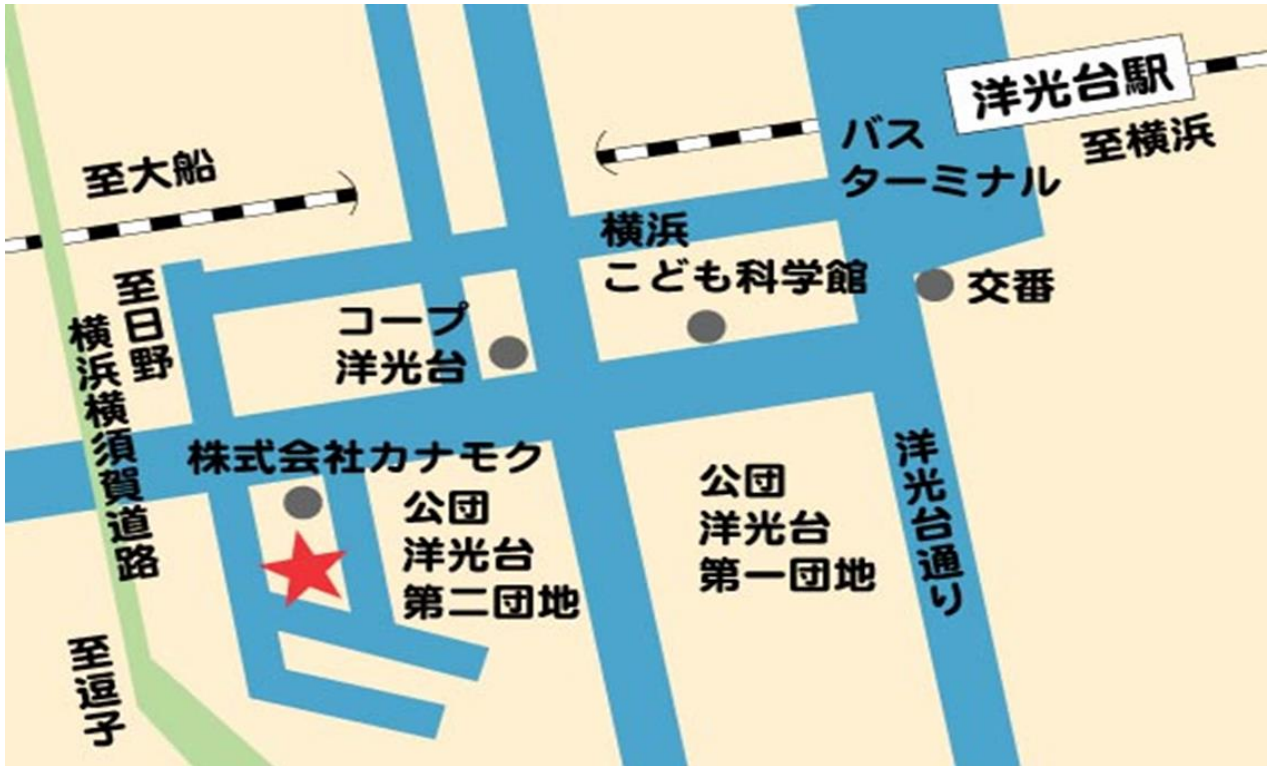 洋光台駅
至横浜
バス
ターミナル
至大船
横浜
こども科学館
交番
至日野
横浜横須賀道路
コープ
洋光台
株式会社カナモク
公団
洋光台
第二団地
公団
洋光台
第一団地
洋光台通り
至逗子